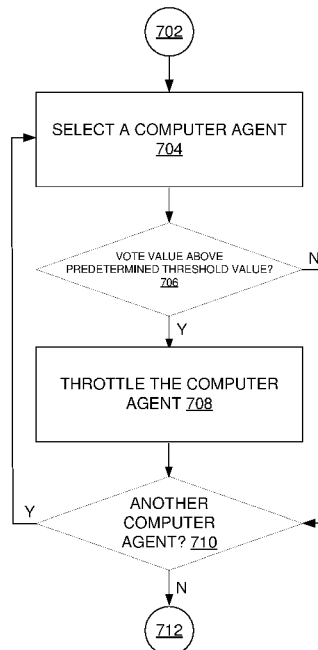 702
SELECT A COMPUTER AGENT
704
VOTE VALUE ABOVE
PREDETERMINED THRESHOLD VALUE?
706
N
Y
THROTTLE THE COMPUTER
AGENT 708
Y
ANOTHER
COMPUTER
AGENT? 710
N
712